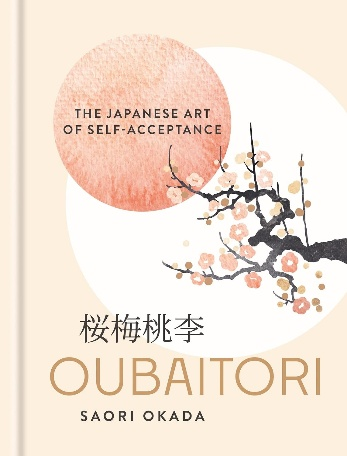 THE JAPANESE ART
OF SELF-ACCEPTANCE
桜梅桃李
OUBAITORI
SAORI OKADA